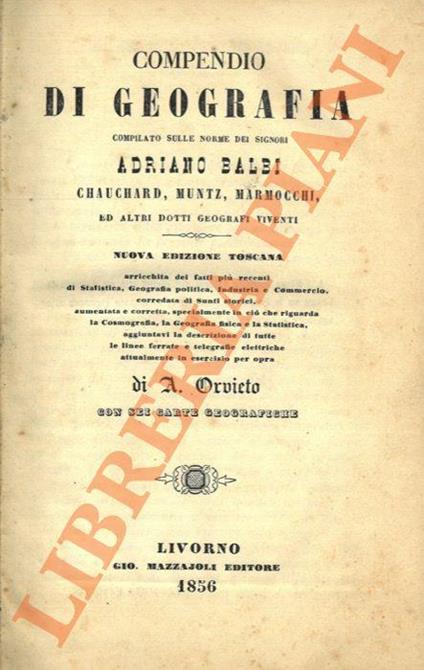 COMPENDIO
DI GEOGRAFIA
COMPILATO SULLE NORME DEI SIGNORI
ADRIANO BALBI
CHAUCHARD, MUNTZ, MARMOCCHI,
ED ALTRI DOTTI GEOGRAFI VIVENTI
NUOVA EDIZIONE TOSCANA
arricchita dei fatti più recenti
di Statistica, Geografia politica, Industria e Commercio,
corredata di Sunti storici,
aumentata e corretta, specialmente in ciò che riguarda
la Cosmografia, la Geografia fisica e la Statistica,
aggiuntavi la descrizione di tutte
le linee ferrate e telegrafie elettriche
attualmente in esercizio per opra
di A. Orvieto
CON SEI CARTE GEOGRAFICHE
LIVORNO
GIO. MAZZAJOLI EDITORE
1856
LIBRERIA PIANI